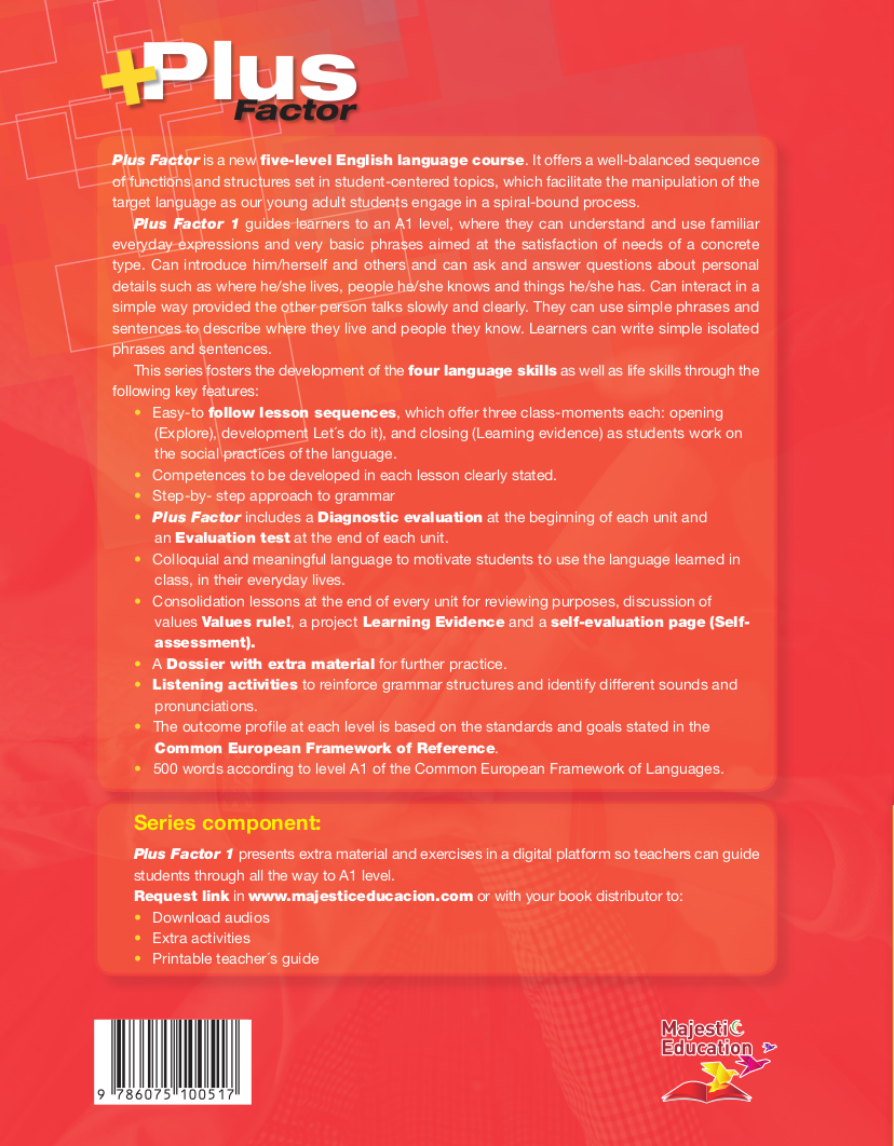 +Plus
Factor
Plus Factor is a new five-level English language course. It offers a well-balanced sequence
of functions and structures set in student-centered topics, which facilitate the manipulation of the
target language as our young adult students engage in a spiral-bound process.
Plus Factor 1 guides learners to an A1 level, where they can understand and use familiar
everyday expressions and very basic phrases aimed at the satisfaction of needs of a concrete
type. Can introduce him/herself and others and can ask and answer questions about personal
details such as where he/she lives, people he/she knows and things he/she has. Can interact in a
simple way provided the other person talks slowly and clearly. They can use simple phrases and
sentences to describe where they live and people they know. Learners can write simple isolated
phrases and sentences.
This series fosters the development of the four language skills as well as life skills through the
following key features:
• Easy-to follow lesson sequences, which offer three class-moments each: opening
(Explore), development Let´s do it), and closing (Learning evidence) as students work on
the social practices of the language.
• Competences to be developed in each lesson clearly stated.
• Step-by- step approach to grammar
• Plus Factor includes a Diagnostic evaluation at the beginning of each unit and
an Evaluation test at the end of each unit.
• Colloquial and meaningful language to motivate students to use the language learned in
class, in their everyday lives.
• Consolidation lessons at the end of every unit for reviewing purposes, discussion of
values Values rule!, a project Learning Evidence and a self-evaluation page (Self-
assessment).
• A Dossier with extra material for further practice.
• Listening activities to reinforce grammar structures and identify different sounds and
pronunciations.
• The outcome profile at each level is based on the standards and goals stated in the
Common European Framework of Reference.
• 500 words according to level A1 of the Common European Framework of Languages.
Series component:
Plus Factor 1 presents extra material and exercises in a digital platform so teachers can guide
students through all the way to A1 level.
Request link in www.majesticeducacion.com or with your book distributor to:
• Download audios
• Extra activities
• Printable teacher´s guide
9 786075 100517
Majestic
Education